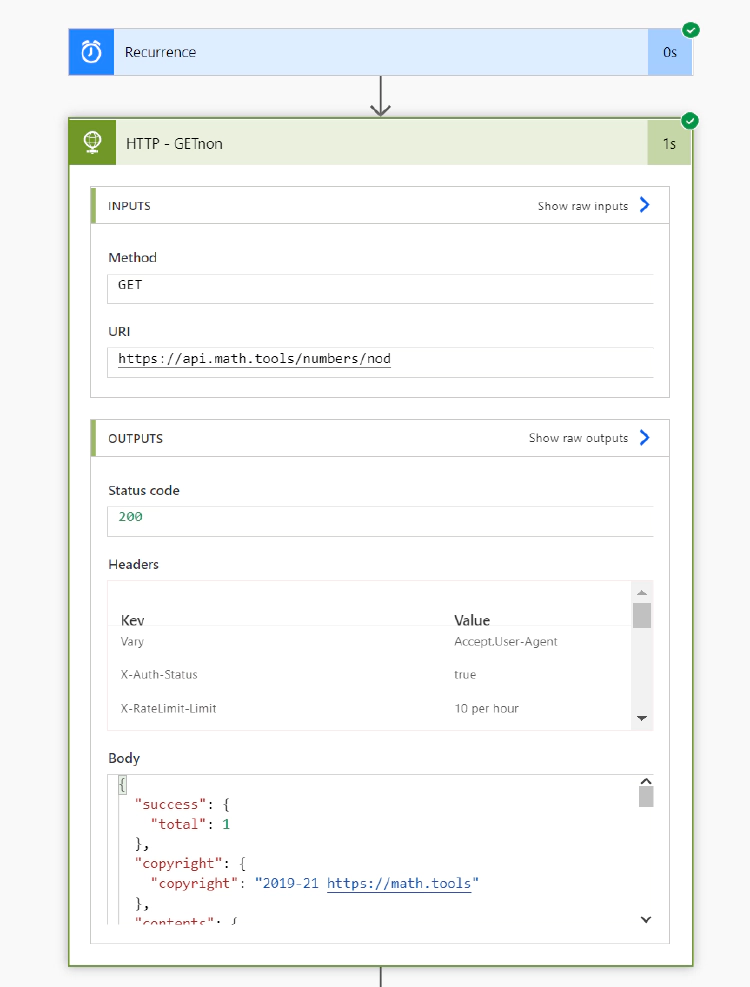 Recurrence
0s
HTTP - GETnon
1s
INPUTS
Show raw inputs
Method
GET
URI
https://api.math.tools/numbers/nod
OUTPUTS
Show raw outputs
Status code
200
Headers
Key Value
Vary Accept,User-Agent
X-Auth-Status true
X-RateLimit-Limit 10 per hour
Body
{
"success": {
"total": 1
},
"copyright": {
"copyright": "2019-21 https://math.tools"
},
"contents": {